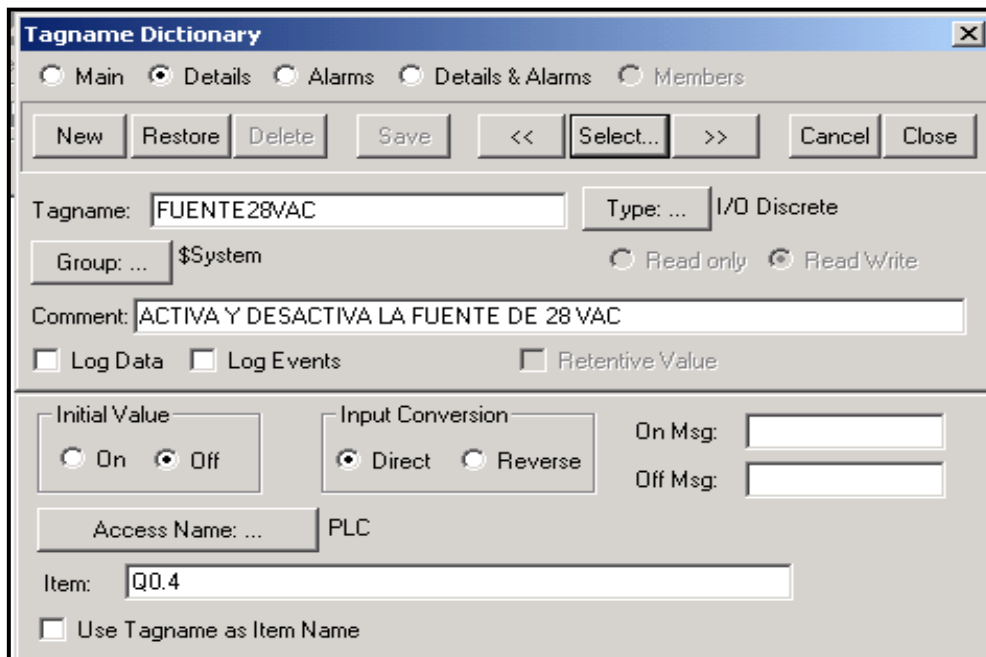 Tagname Dictionary
Main Details Alarms Details & Alarms Members
New Restore Delete Save << Select... >> Cancel Close
Tagname: FUENTE28VAC Type: ... I/O Discrete
Group: ... $System Read only Read Write
Comment: ACTIVA Y DESACTIVA LA FUENTE DE 28 VAC
Log Data Log Events Retentive Value
Initial Value Input Conversion On Msg:
On Off Direct Reverse Off Msg:
Access Name: ... PLC
Item: Q0.4
Use Tagname as Item Name